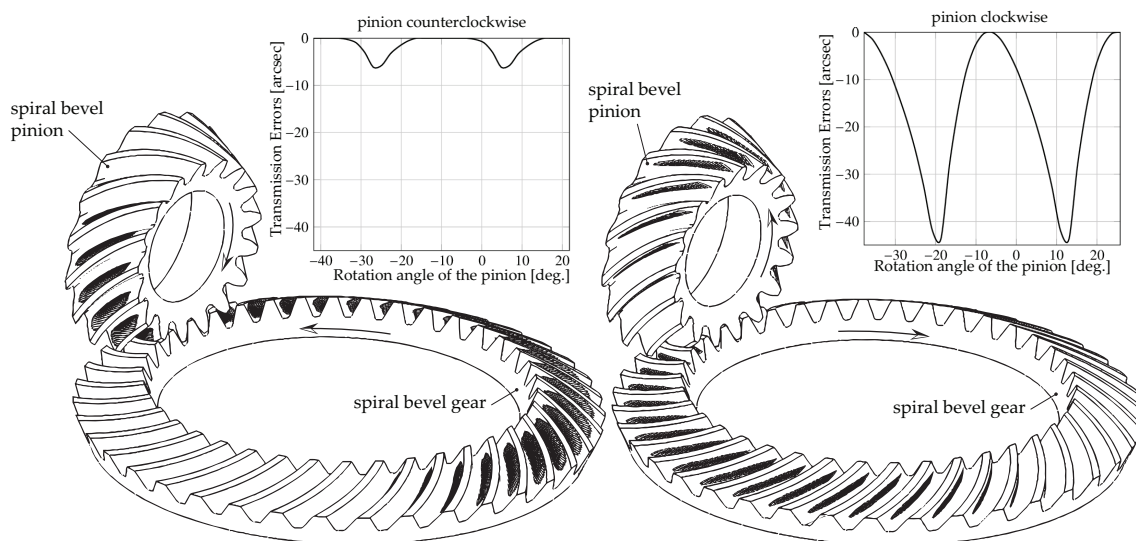 pinion counterclockwise
0
−10
−20
−30
−40
Transmission Errors [arcsec]
−40 −30 −20 −10 0 10 20
Rotation angle of the pinion [deg.]
spiral bevel
pinion
spiral bevel gear
pinion clockwise
0
−10
−20
−30
−40
Transmission Errors [arcsec]
−30 −20 −10 0 10 20
Rotation angle of the pinion [deg.]
spiral bevel
pinion
spiral bevel gear